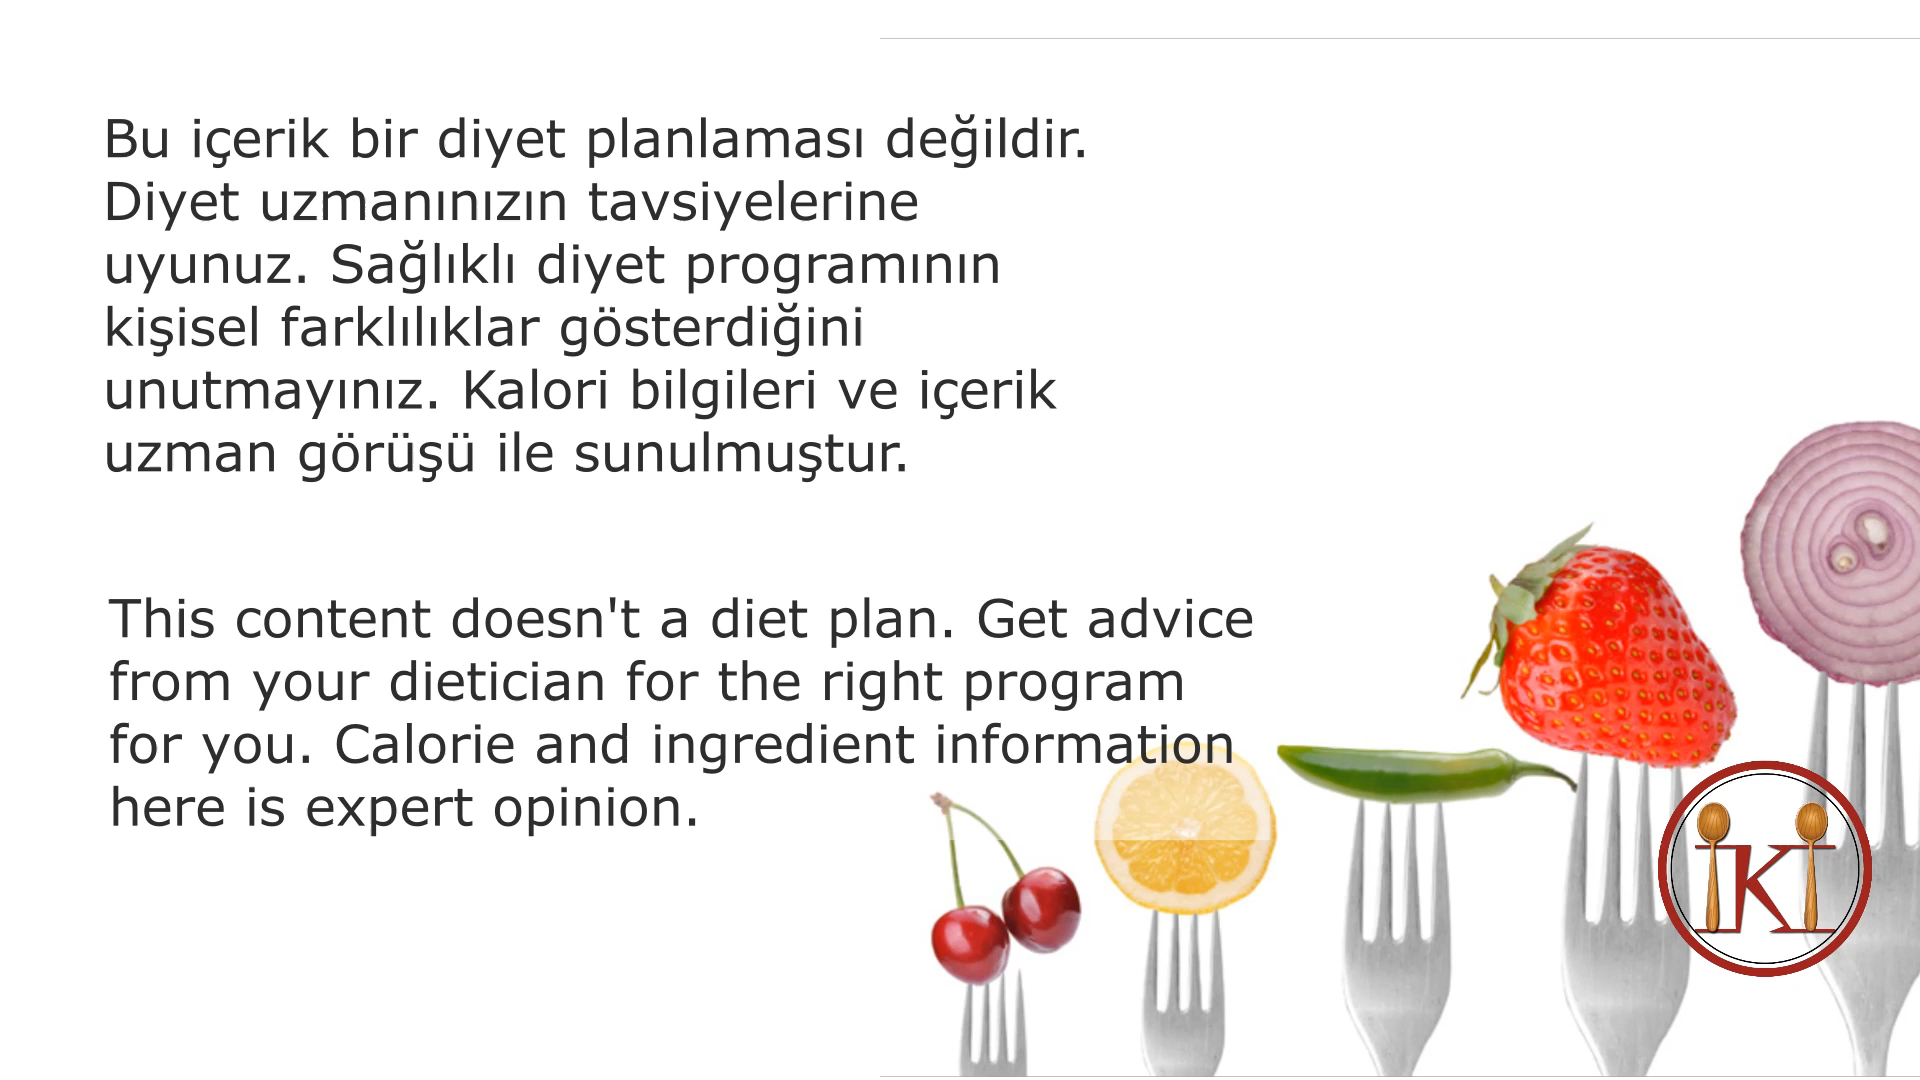 Bu içerik bir diyet planlaması değildir.
Diyet uzmanınızın tavsiyelerine
uyunuz. Sağlıklı diyet programının
kişisel farklılıklar gösterdiğini
unutmayınız. Kalori bilgileri ve içerik
uzman görüşü ile sunulmuştur.
This content doesn't a diet plan. Get advice
from your dietician for the right program
for you. Calorie and ingredient information
here is expert opinion.
iKi